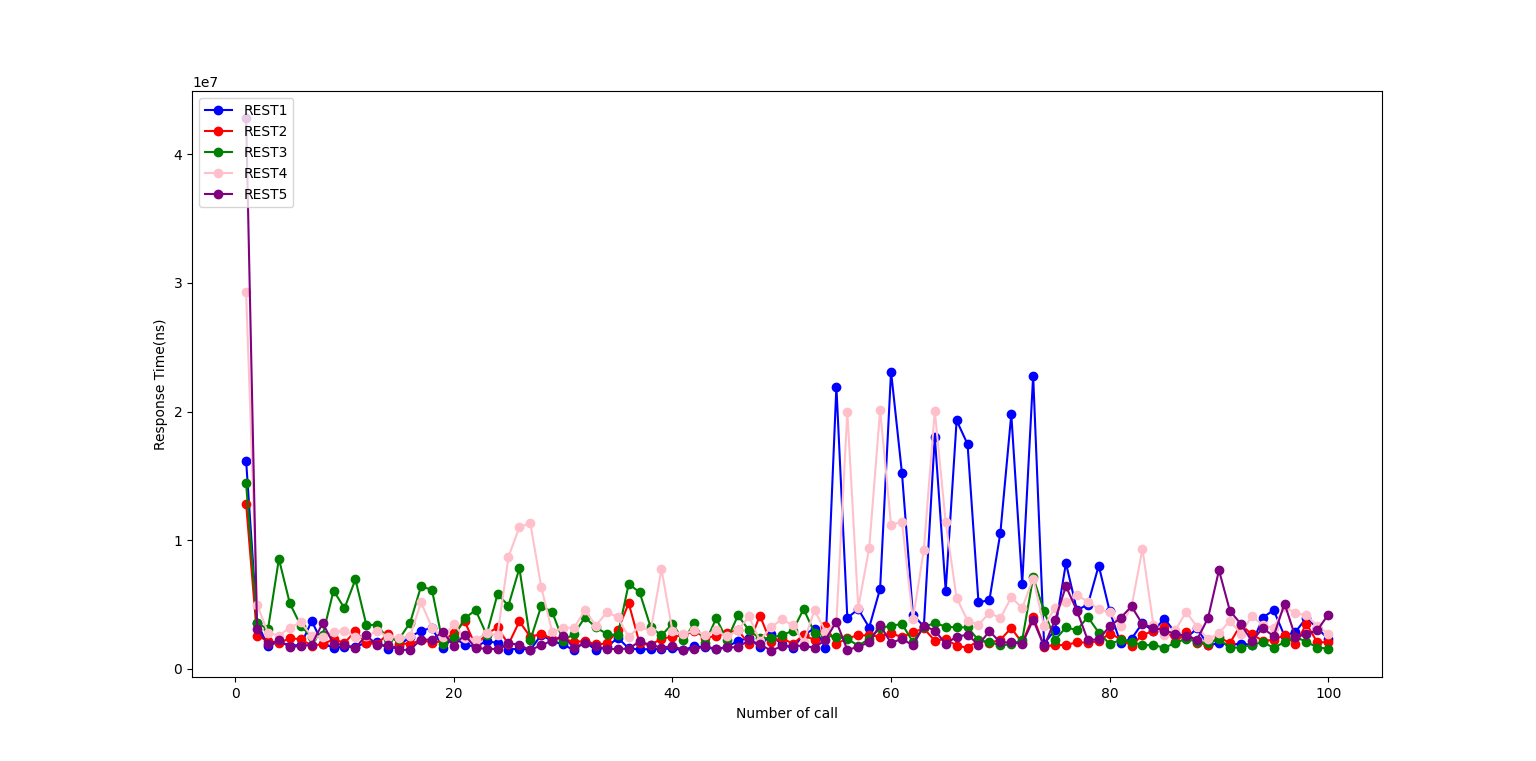 1e7
REST1
REST2
REST3
REST4
REST5
4
3
2
1
0
Response Time(ns)
0 20 40 60 80 100
Number of call